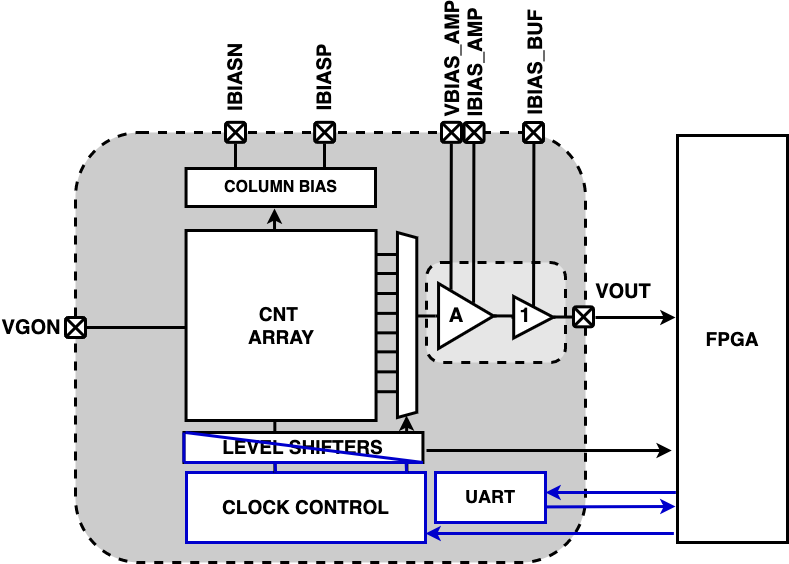 IBIASN
IBIASP
VBIAS_AMP
IBIAS_AMP
IBIAS_BUF
COLUMN BIAS
CNT
ARRAY
VGON
A
1
VOUT
FPGA
LEVEL SHIFTERS
CLOCK CONTROL
UART